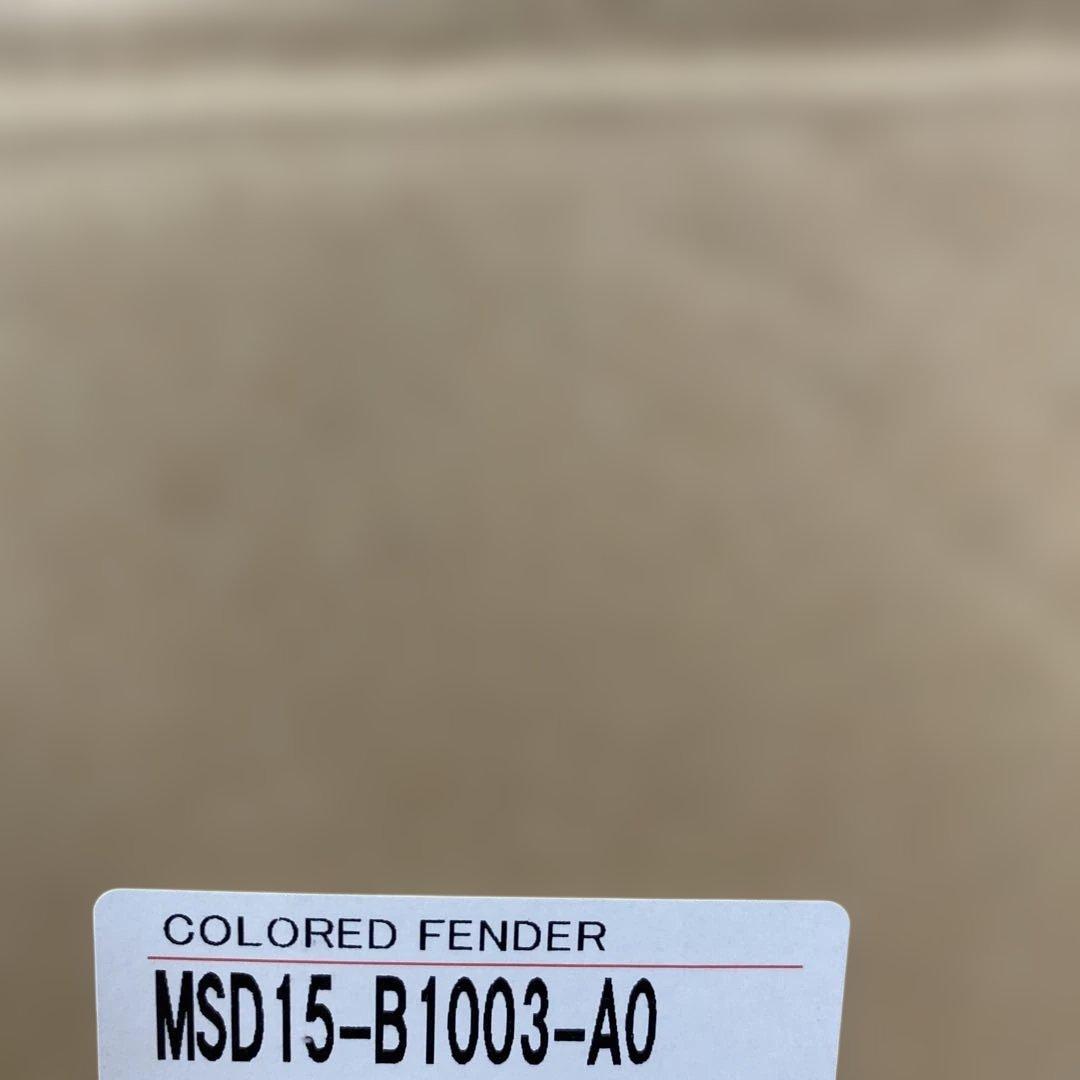 COLORED FENDER
MSD15-B1003-A0